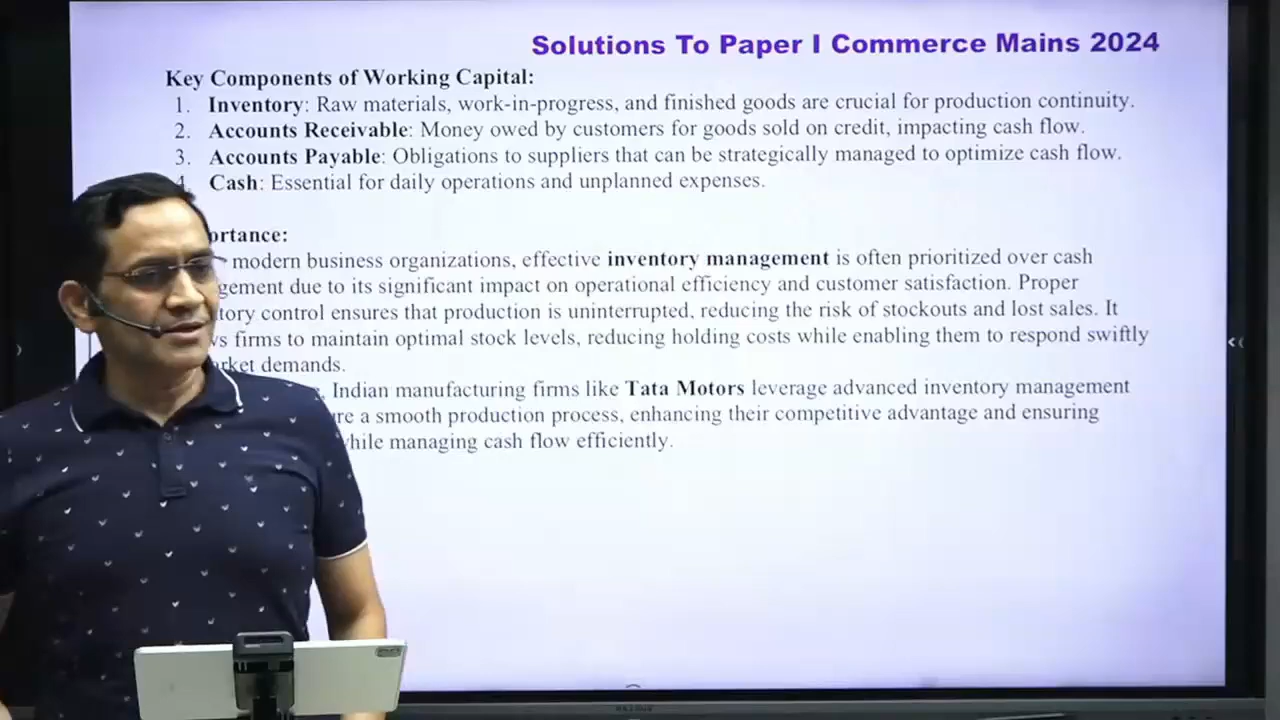 Solutions To Paper I Commerce Mains 2024
Key Components of Working Capital:
1. Inventory: Raw materials, work-in-progress, and finished goods are crucial for production continuity.
2. Accounts Receivable: Money owed by customers for goods sold on credit, impacting cash flow.
3. Accounts Payable: Obligations to suppliers that can be strategically managed to optimize cash flow.
4. Cash: Essential for daily operations and unplanned expenses.
ortance:
modern business organizations, effective inventory management is often prioritized over cash
gement due to its significant impact on operational efficiency and customer satisfaction. Proper
tory control ensures that production is uninterrupted, reducing the risk of stockouts and lost sales. It
vs firms to maintain optimal stock levels, reducing holding costs while enabling them to respond swiftly
rket demands.
, Indian manufacturing firms like Tata Motors leverage advanced inventory management
re a smooth production process, enhancing their competitive advantage and ensuring
while managing cash flow efficiently.